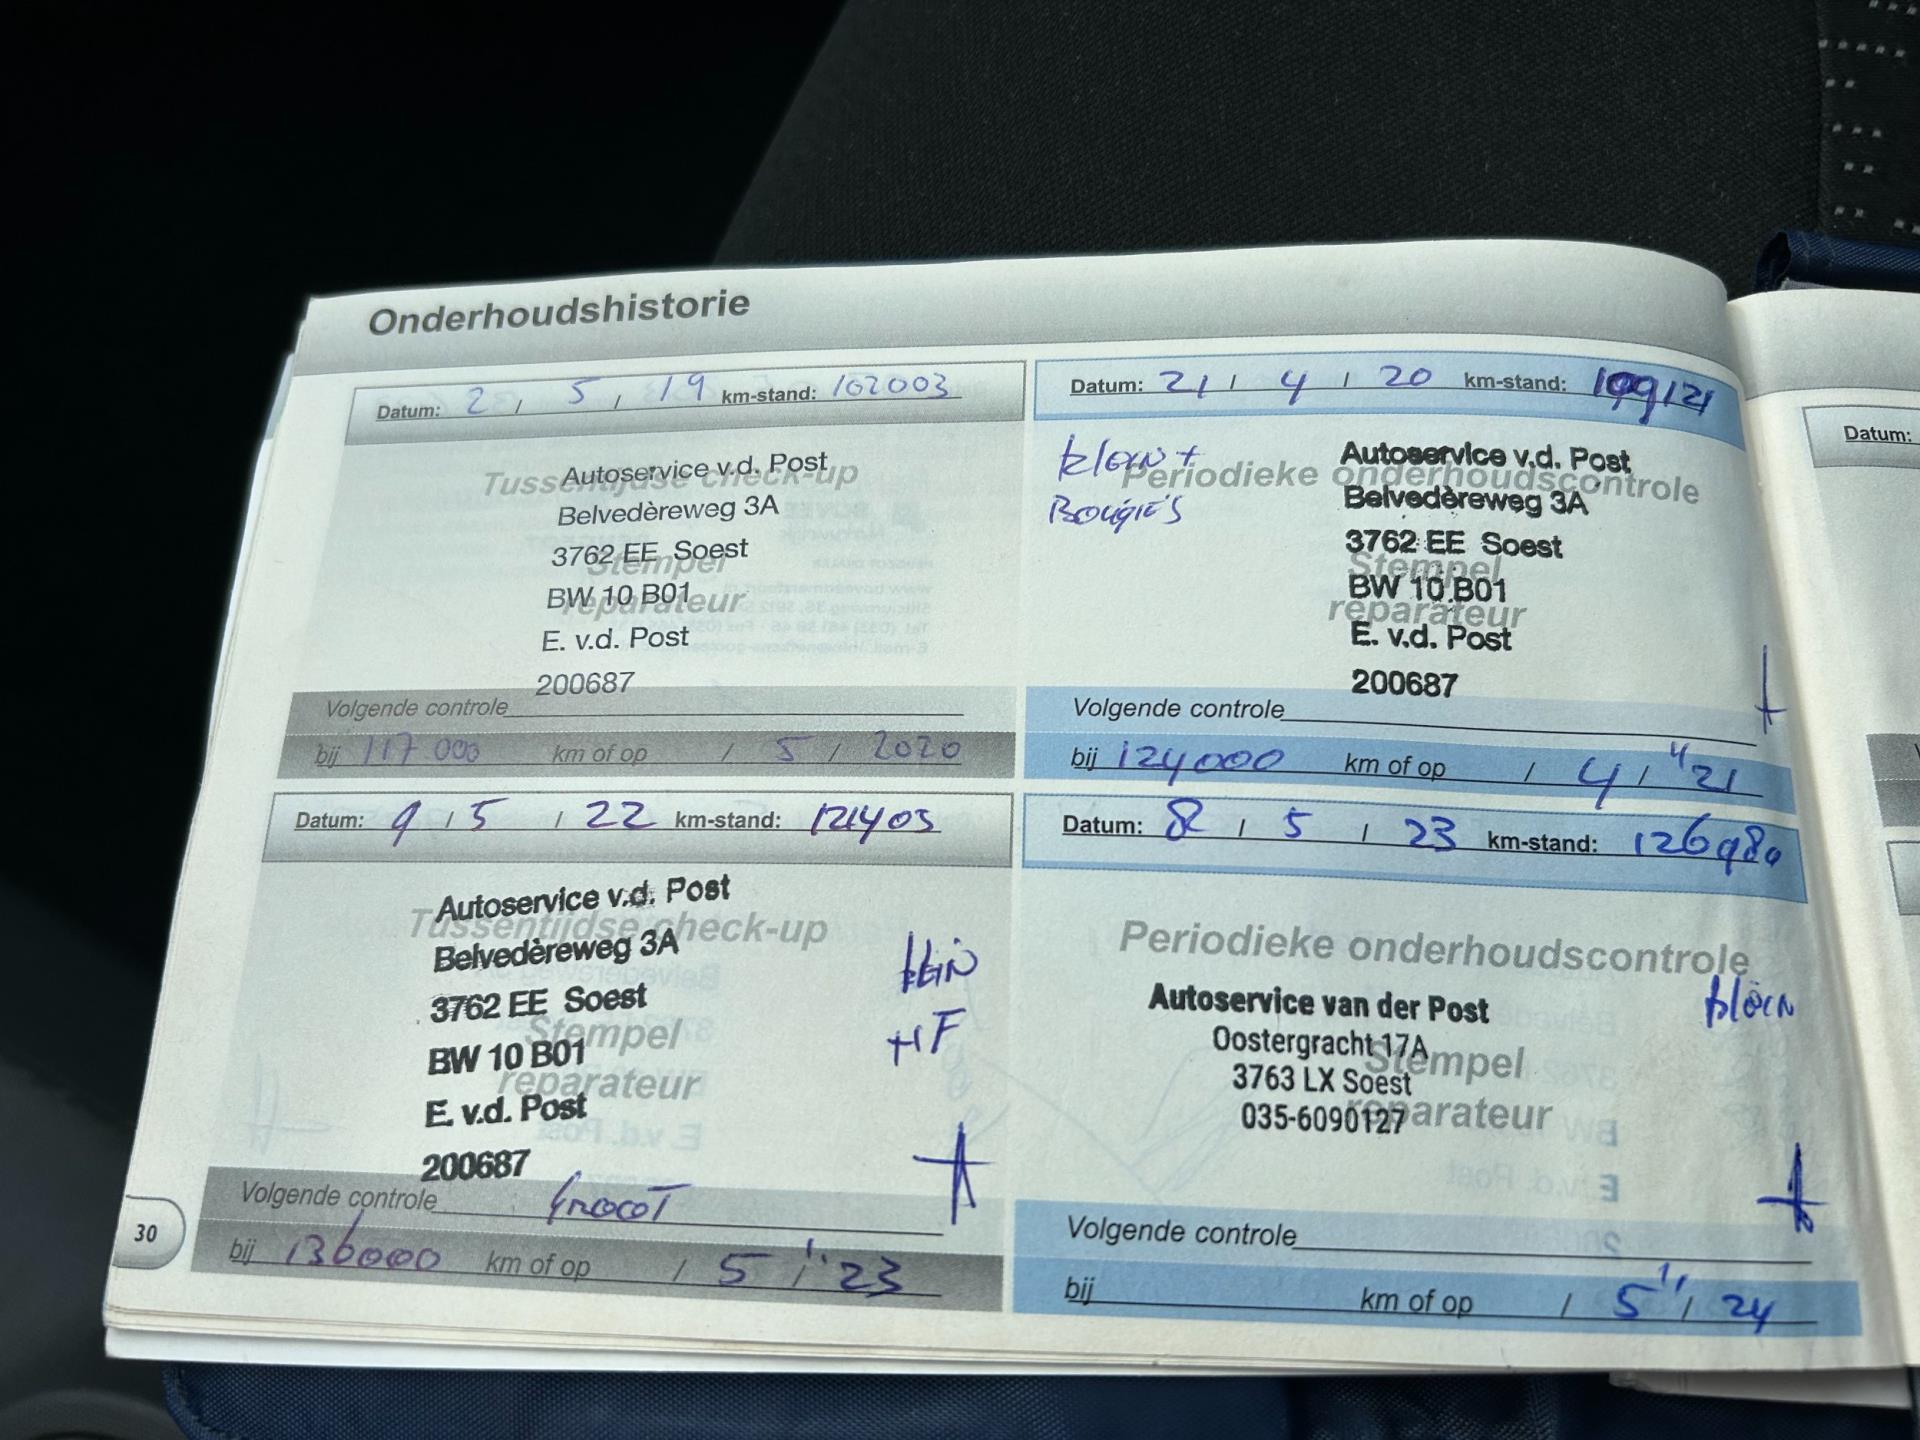 Onderhoudshistorie
Datum: 2 / 5 / 19 km-stand: 102003
Tussentijdse check-up
Autoservice v.d. Post
Belvedèreweg 3A
3762 EE Soest
Stempel
BW 10 B01
reparateur
E. v.d. Post
200687
Volgende controle
bij 117.000 km of op / 5 / 2020
Datum: 21 / 4 / 20 km-stand: 109121
klein +
Bougie's
Periodieke onderhoudscontrole
Autoservice v.d. Post
Belvedèreweg 3A
3762 EE Soest
Stempel
BW 10 B01
reparateur
E. v.d. Post
200687
Volgende controle
bij 124000 km of op / 4 / 21
Datum: 9 / 5 / 22 km-stand: 121403
Tussentijdse check-up
Autoservice v.d. Post
Belvedèreweg 3A
3762 EE Soest
Stempel
BW 10 B01
reparateur
E. v.d. Post
200687
klein
+IF
Volgende controle Groot
bij 136000 km of op / 5 / '23
Datum: 8 / 5 / 23 km-stand: 126980
Periodieke onderhoudscontrole
klein
Autoservice van der Post
Oostergracht 17A
Stempel
3763 LX Soest
reparateur
035-6090127
Volgende controle
bij km of op / 5 / 24
30
Datum: